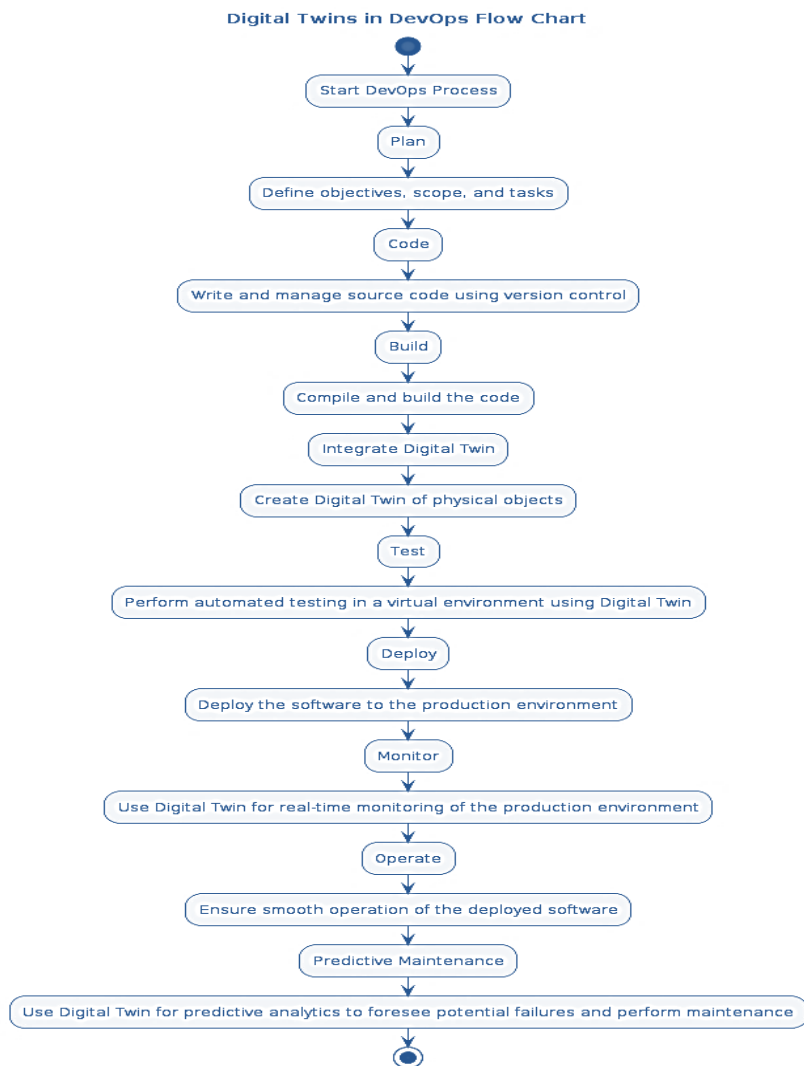 Digital Twins in DevOps Flow Chart
Start DevOps Process
Plan
Define objectives, scope, and tasks
Code
Write and manage source code using version control
Build
Compile and build the code
Integrate Digital Twin
Create Digital Twin of physical objects
Test
Perform automated testing in a virtual environment using Digital Twin
Deploy
Deploy the software to the production environment
Monitor
Use Digital Twin for real-time monitoring of the production environment
Operate
Ensure smooth operation of the deployed software
Predictive Maintenance
Use Digital Twin for predictive analytics to foresee potential failures and perform maintenance